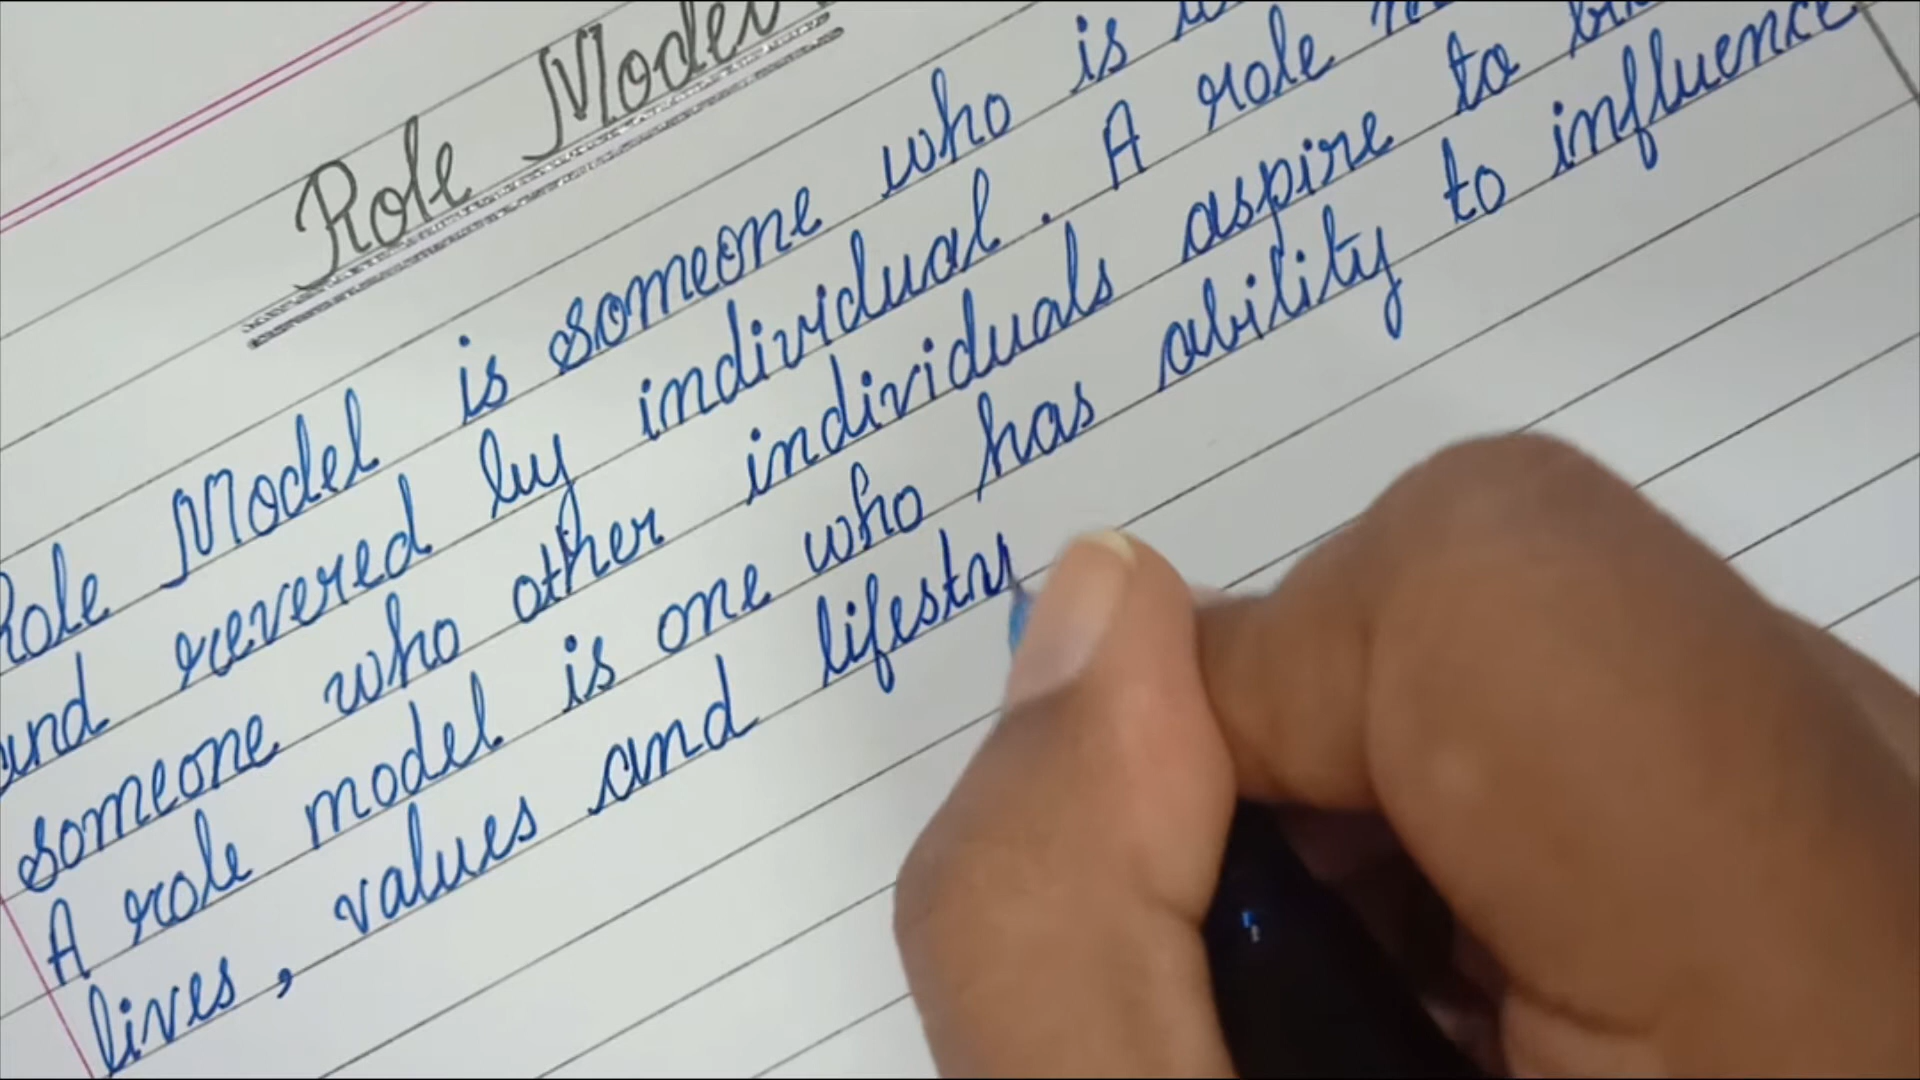 Role Model
Role Model is someone who is
and revered by individual. A role
someone who other individuals aspire to
A role model is one who has ability to influence
lives, values and lifesty